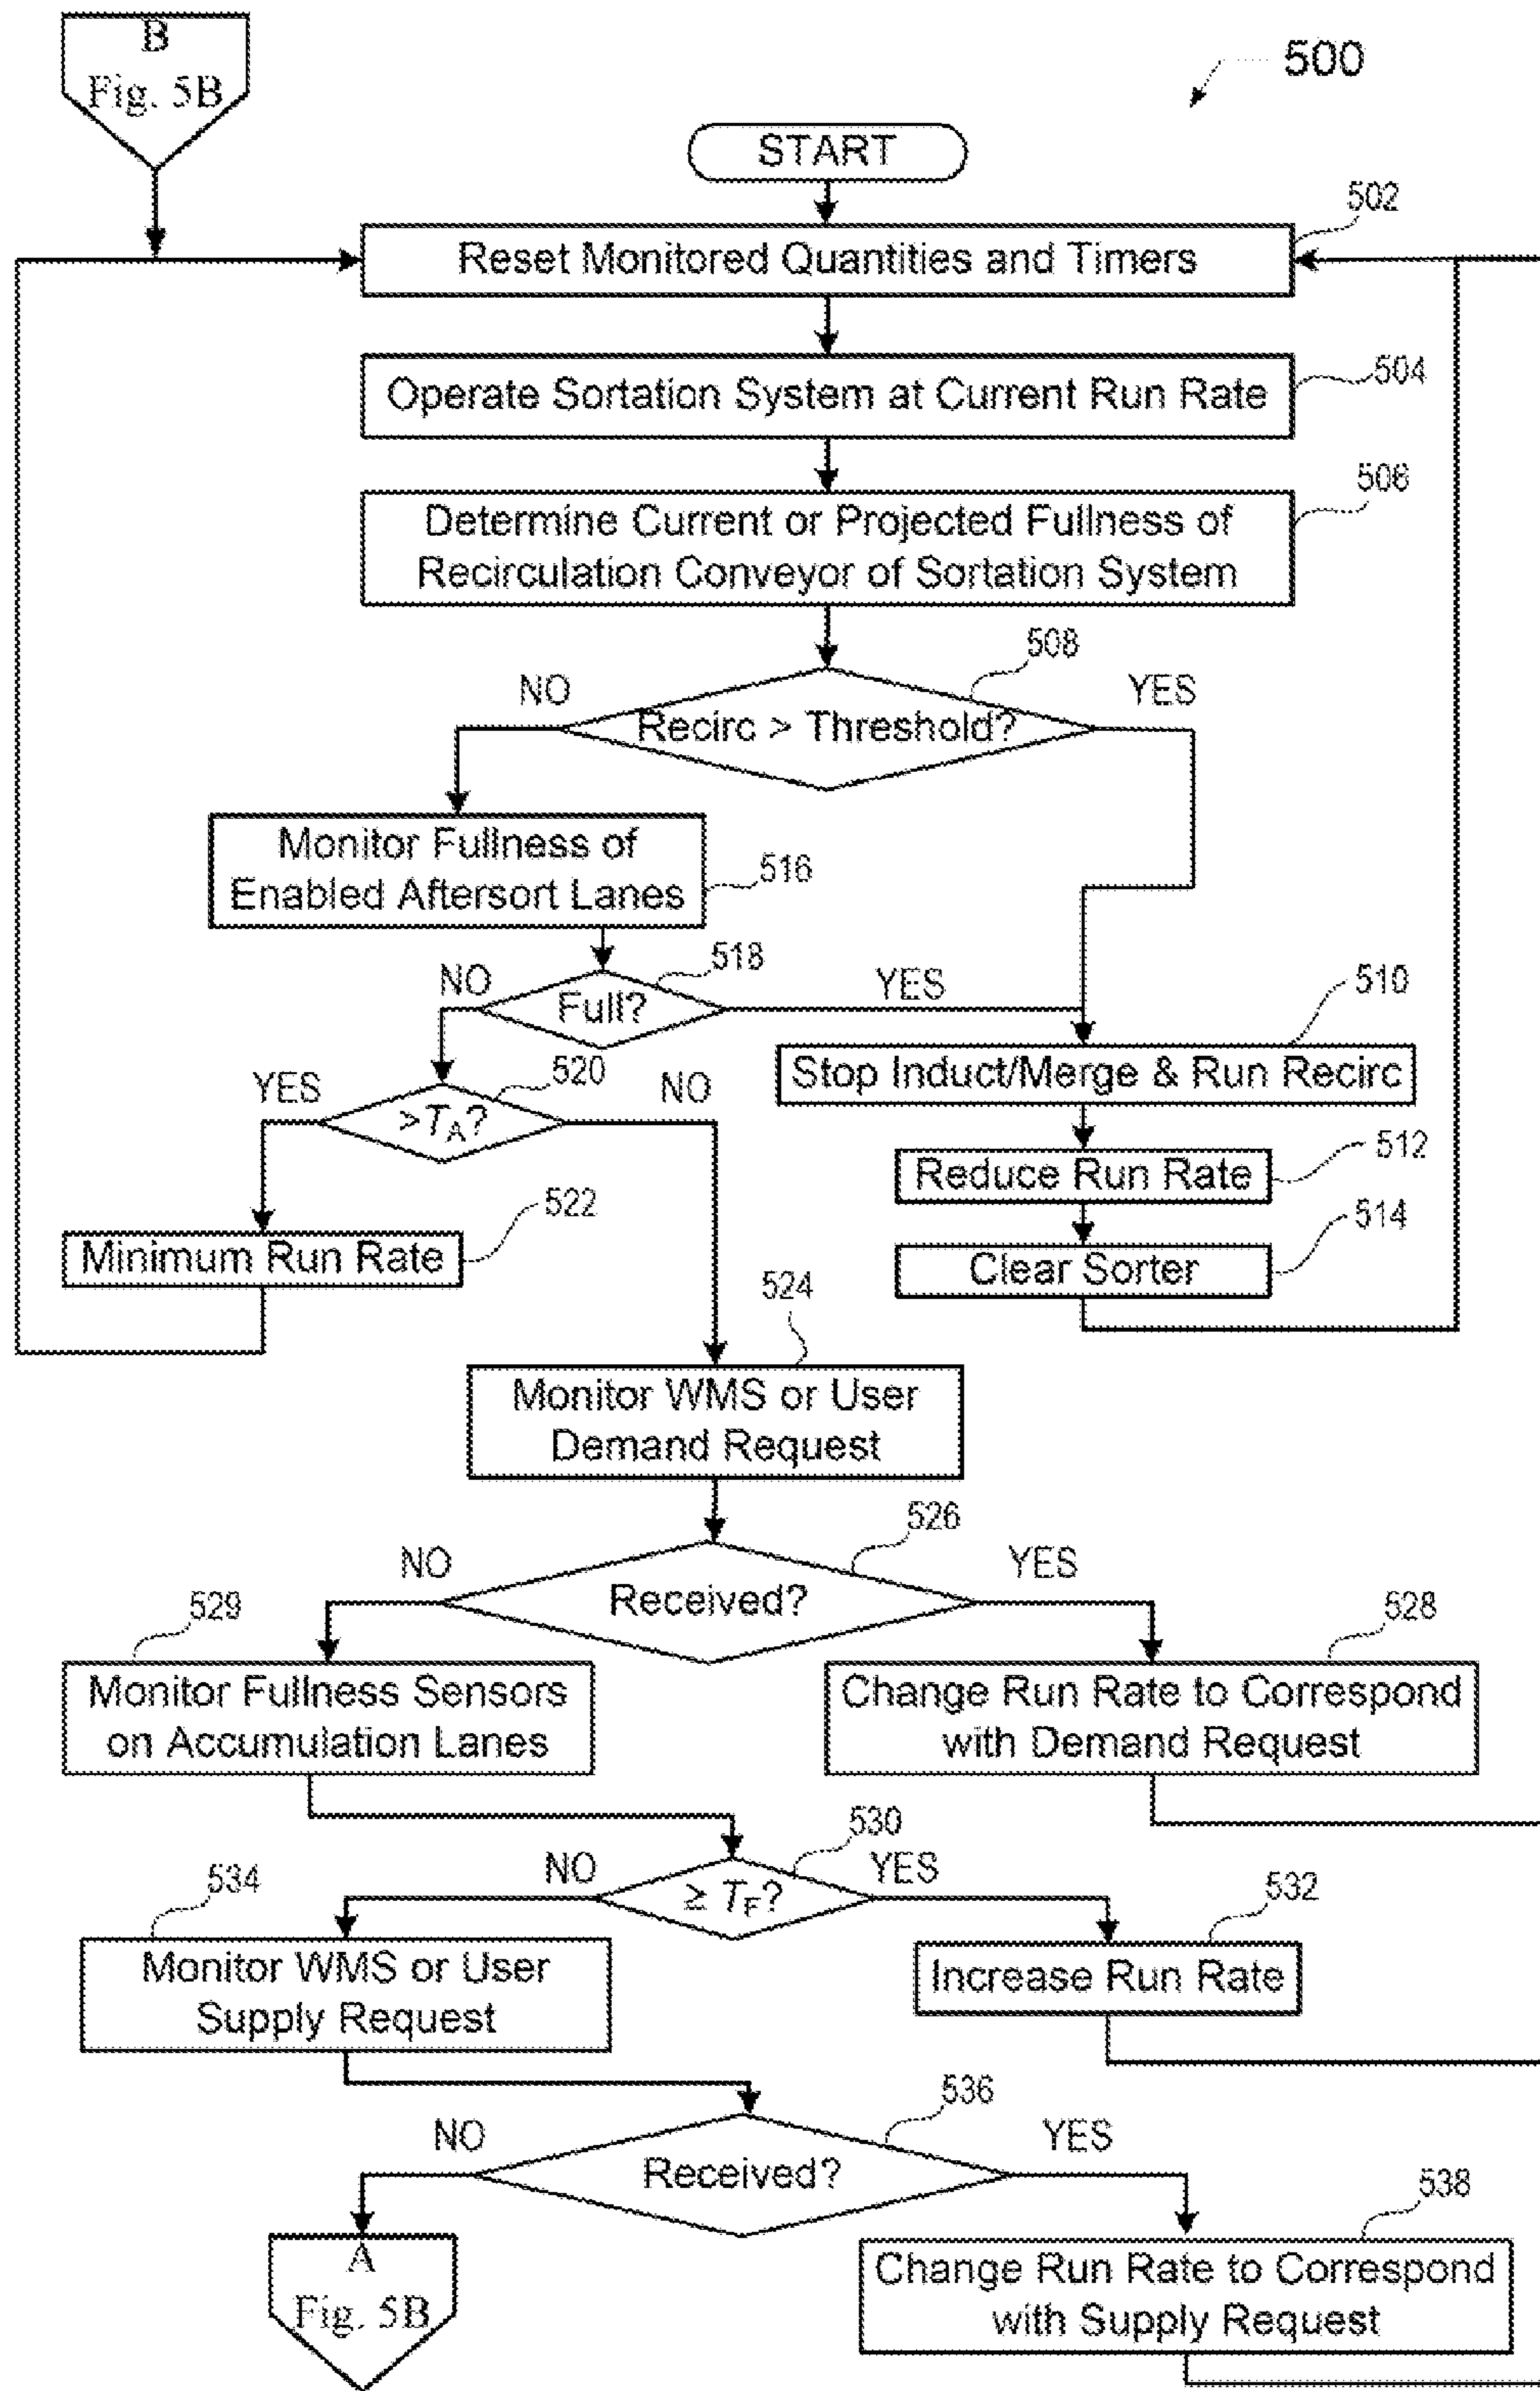 B
Fig. 5B
500
START
502
Reset Monitored Quantities and Timers
504
Operate Sortation System at Current Run Rate
506
Determine Current or Projected Fullness of
Recirculation Conveyor of Sortation System
508
NO
YES
Recirc > Threshold?
Monitor Fullness of
Enabled Aftersort Lanes
516
518
NO
Full?
YES
510
Stop Induct/Merge & Run Recirc
520
YES
NO
>TA?
512
Reduce Run Rate
522
Minimum Run Rate
514
Clear Sorter
524
Monitor WMS or User
Demand Request
526
NO
YES
Received?
529
528
Monitor Fullness Sensors
on Accumulation Lanes
Change Run Rate to Correspond
with Demand Request
530
NO
YES
≥ TF?
534
532
Monitor WMS or User
Supply Request
Increase Run Rate
536
NO
YES
Received?
538
A
Fig. 5B
Change Run Rate to Correspond
with Supply Request